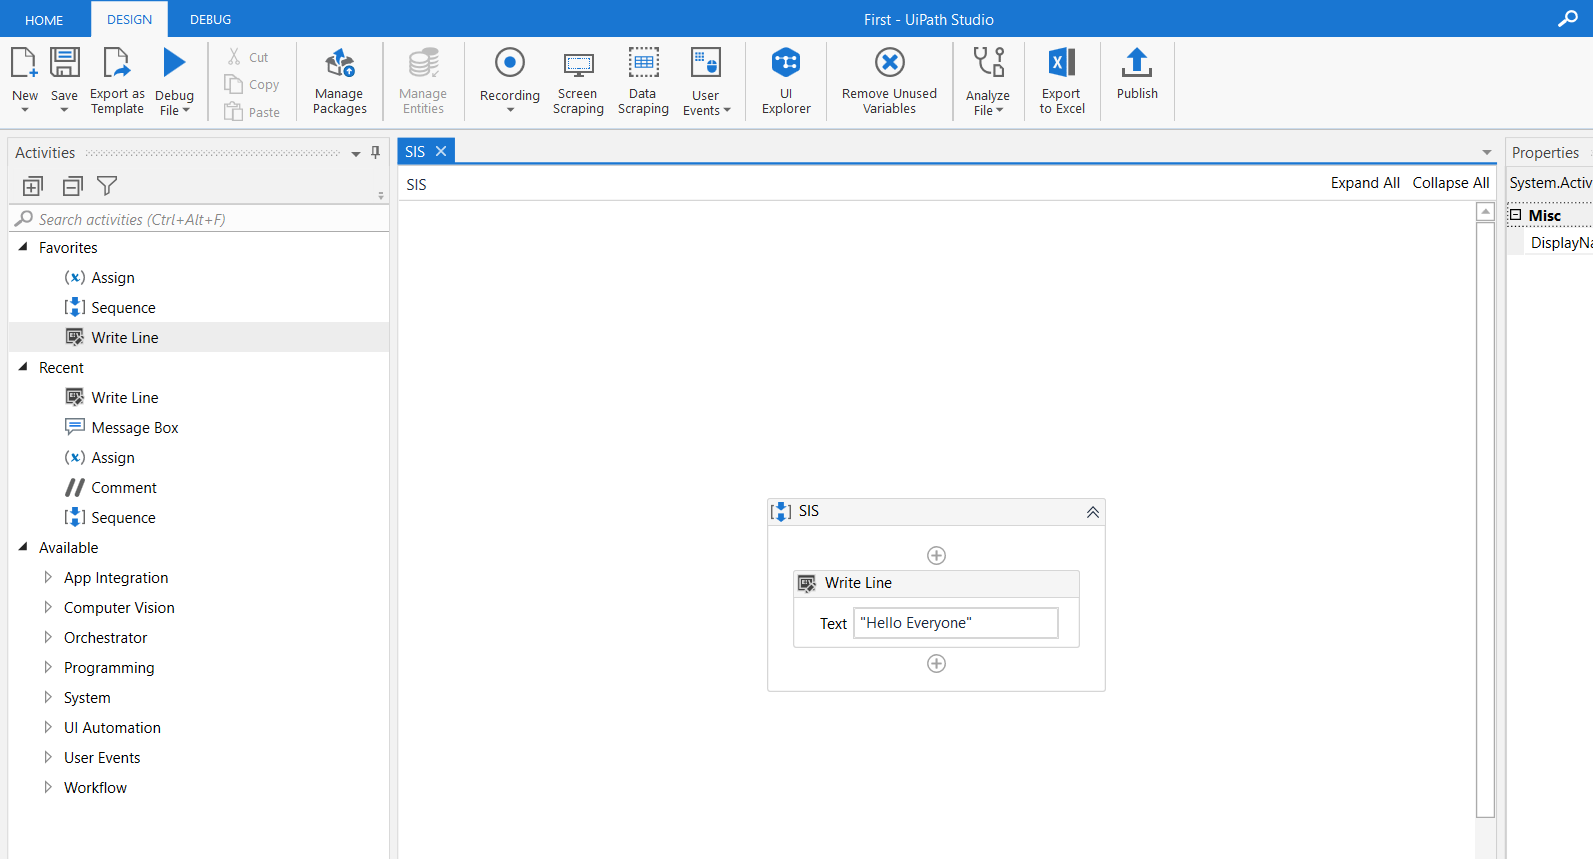 HOME DESIGN DEBUG First - UiPath Studio
New Save Export as Template Debug File
Cut
Copy
Paste
Manage Packages
Manage Entities
Recording
Screen Scraping
Data Scraping
User Events
UI Explorer
Remove Unused Variables
Analyze File
Export to Excel
Publish
Activities
Search activities (Ctrl+Alt+F)
Favorites
Assign
Sequence
Write Line
Recent
Write Line
Message Box
Assign
Comment
Sequence
Available
App Integration
Computer Vision
Orchestrator
Programming
System
UI Automation
User Events
Workflow
SIS
SIS Expand All Collapse All
SIS
Write Line
Text "Hello Everyone"
Properties
System.Activ
Misc
DisplayNa